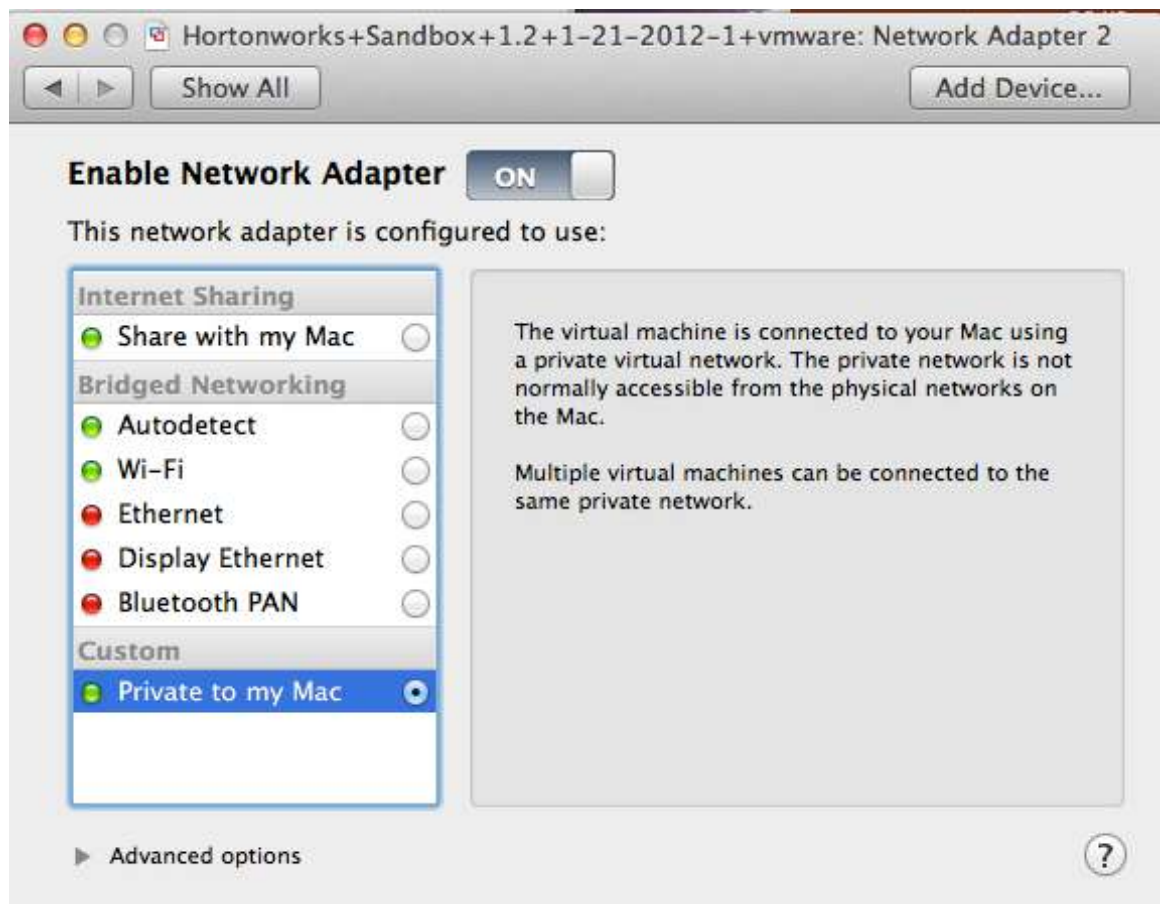 Hortonworks+Sandbox+1.2+1-21-2012-1+vmware: Network Adapter 2
Show All
Add Device...
Enable Network Adapter ON
This network adapter is configured to use:
Internet Sharing
Share with my Mac
Bridged Networking
Autodetect
Wi-Fi
Ethernet
Display Ethernet
Bluetooth PAN
Custom
Private to my Mac
The virtual machine is connected to your Mac using
a private virtual network. The private network is not
normally accessible from the physical networks on
the Mac.
Multiple virtual machines can be connected to the
same private network.
Advanced options
?